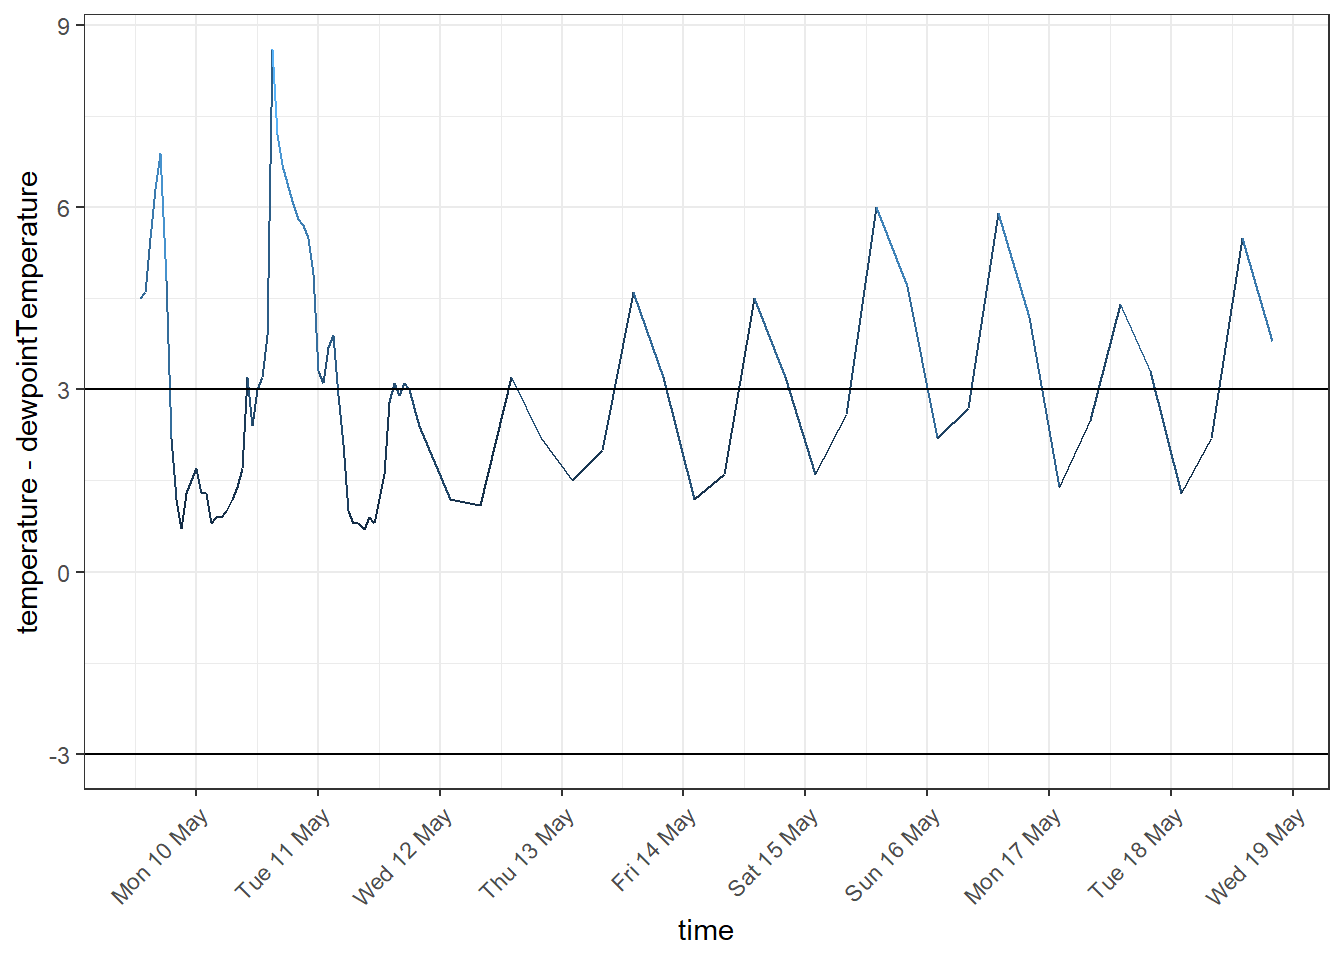 temperature - dewpointTemperature
9
6
3
0
-3
Mon 10 May
Tue 11 May
Wed 12 May
Thu 13 May
Fri 14 May
Sat 15 May
Sun 16 May
Mon 17 May
Tue 18 May
Wed 19 May
time